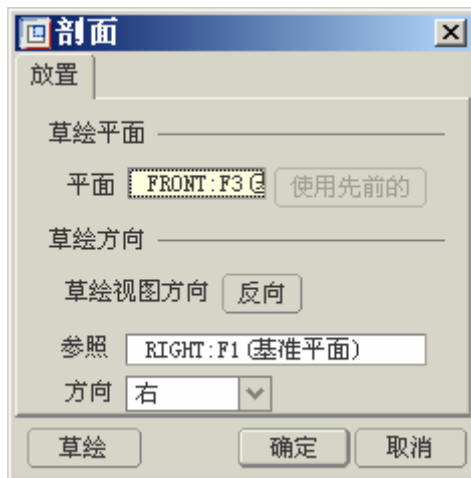 剖面
放置
草绘平面
平面 FRONT:F3 使用先前的
草绘方向
草绘视图方向 反向
参照 RIGHT:F1(基准平面)
方向 右
草绘 确定 取消